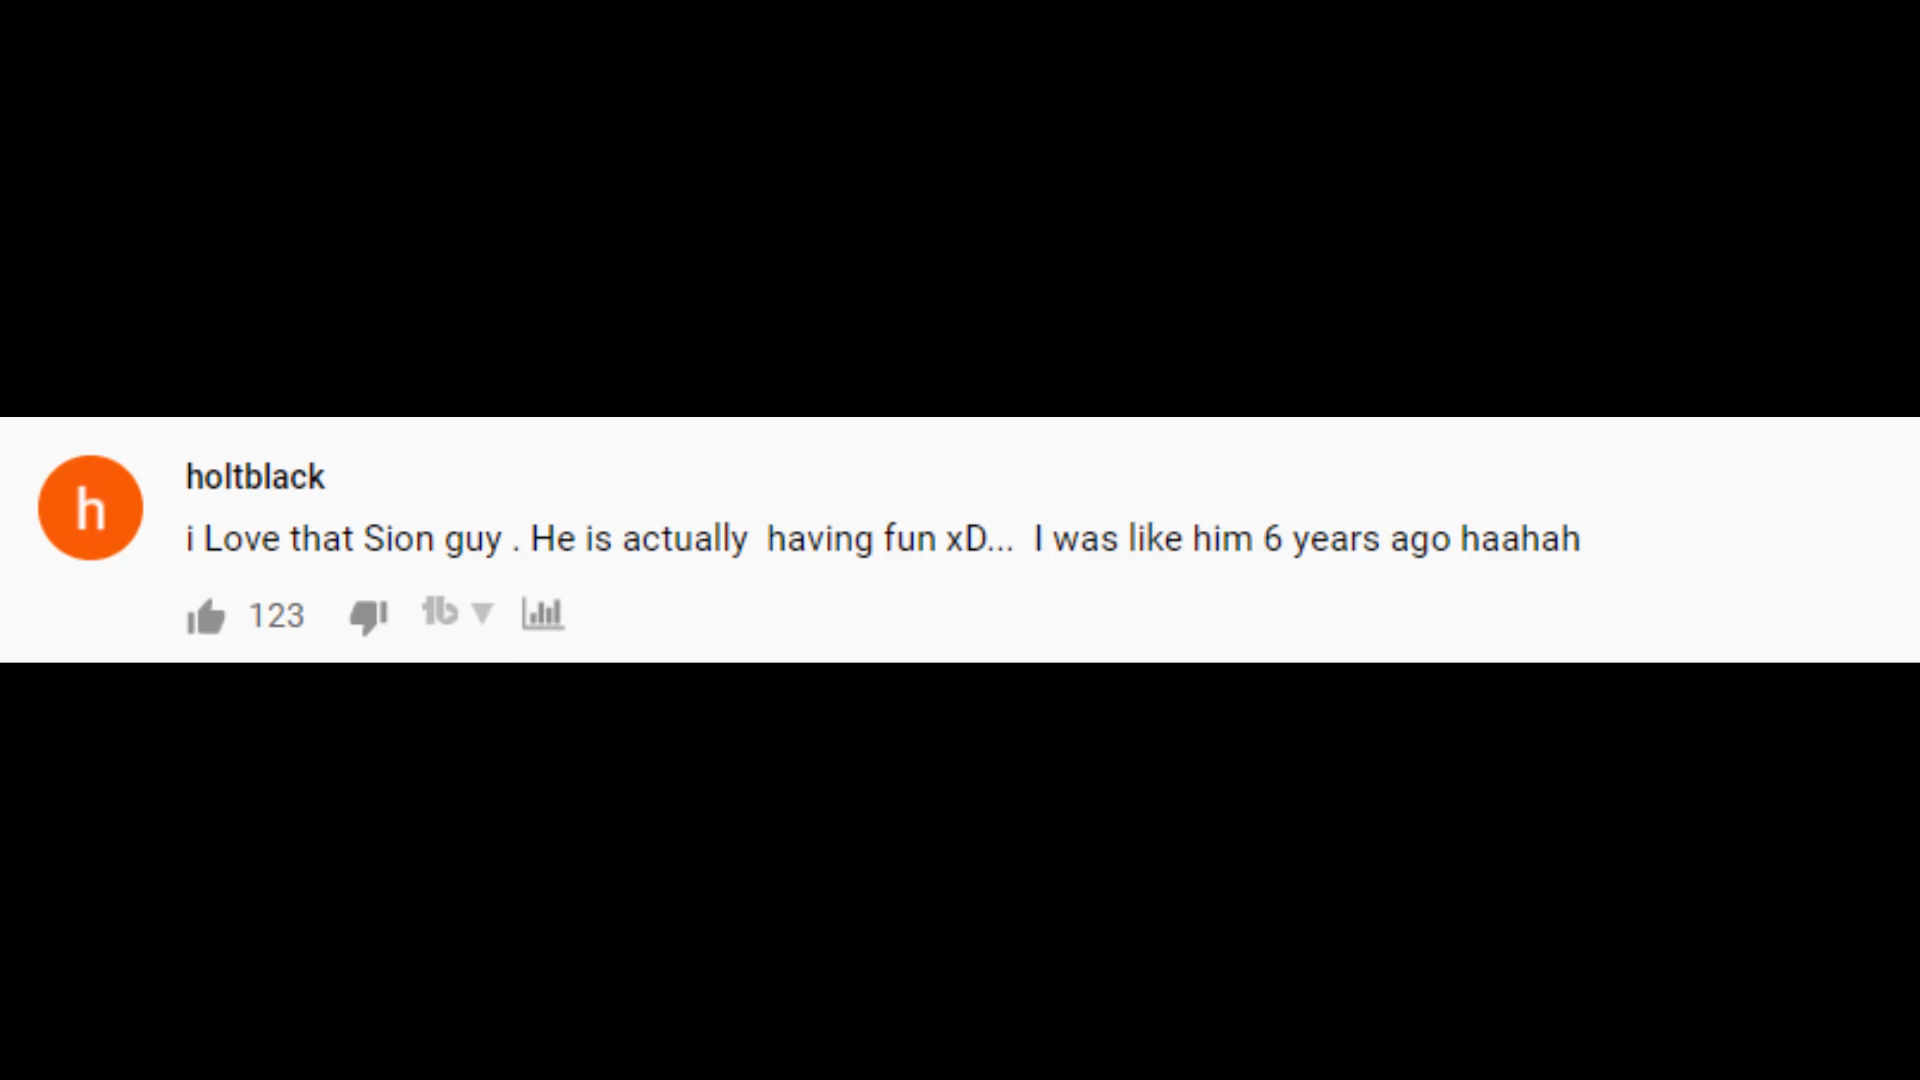 h
holtblack
i Love that Sion guy . He is actually  having fun xD...  I was like him 6 years ago haahah
123
tb